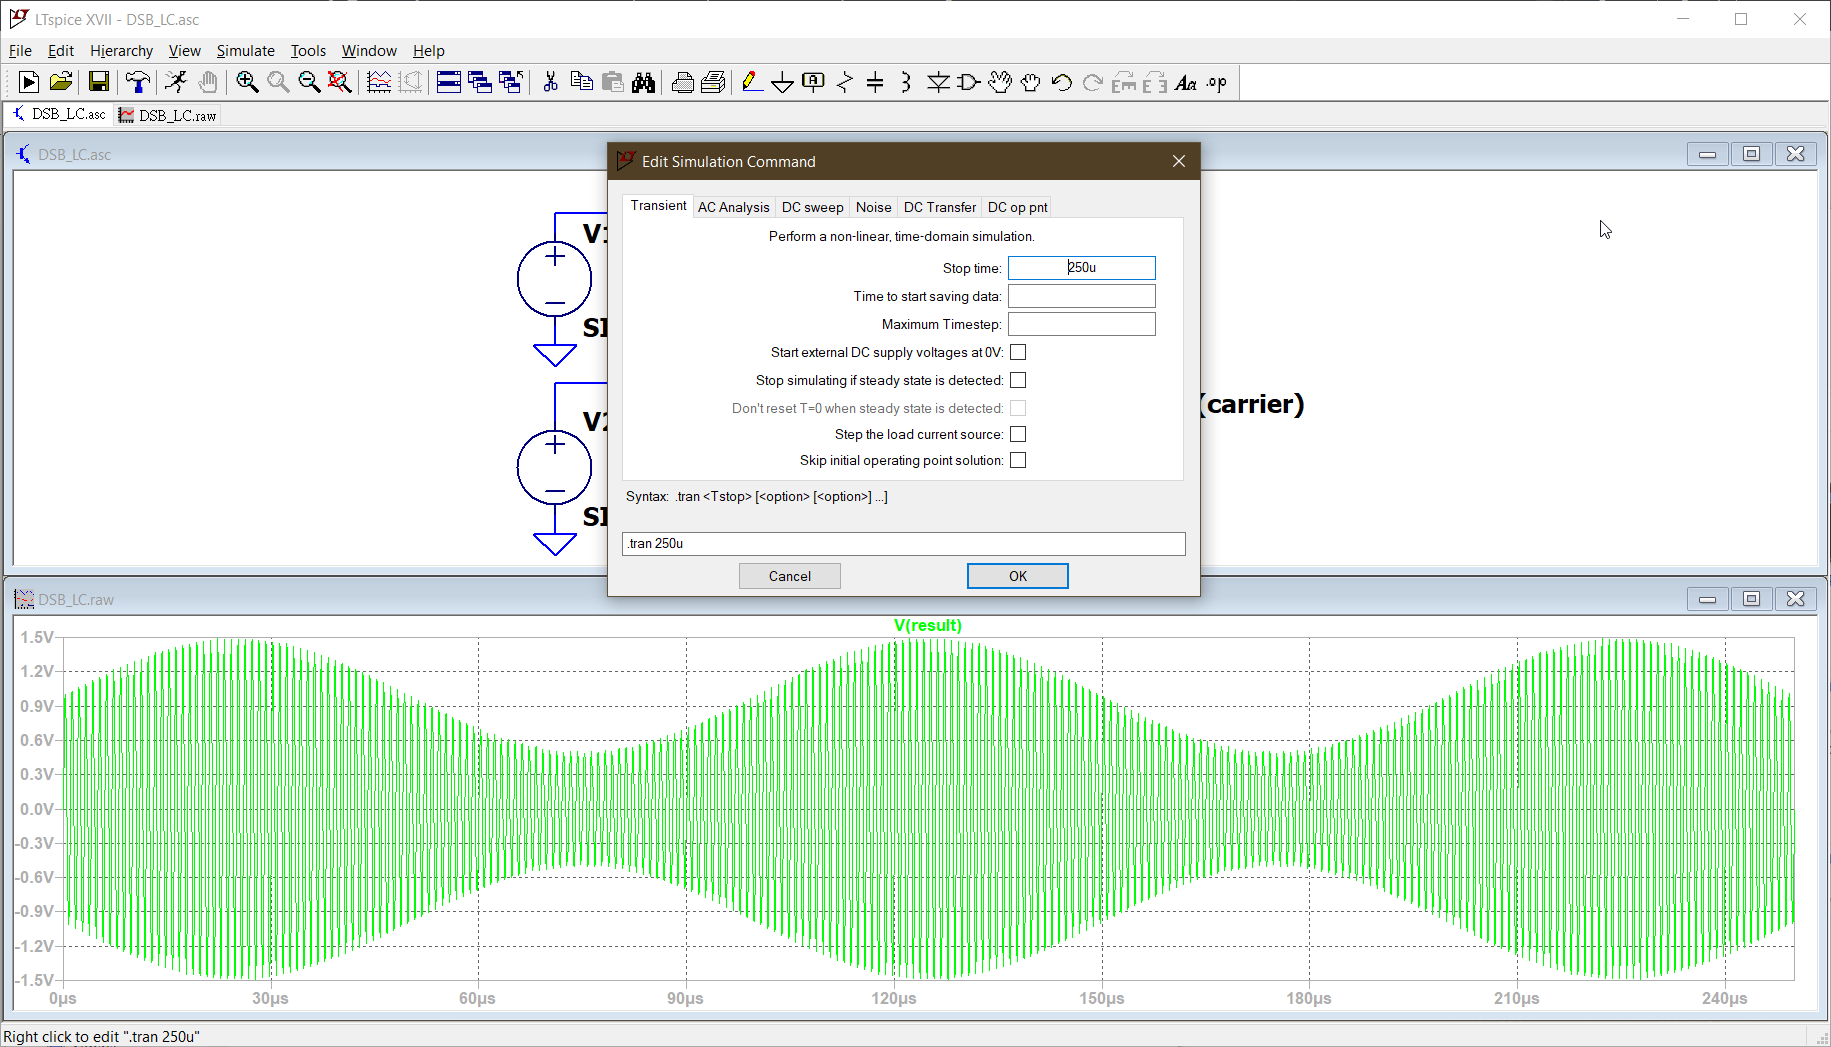 LTspice XVII - DSB_LC.asc
File Edit Hierarchy View Simulate Tools Window Help
A Aa .op
DSB_LC.asc DSB_LC.raw
DSB_LC.asc
Edit Simulation Command
Transient AC Analysis DC sweep Noise DC Transfer DC op pnt
Perform a non-linear, time-domain simulation.
Stop time: 250u
Time to start saving data:
Maximum Timestep:
Start external DC supply voltages at 0V:
Stop simulating if steady state is detected:
Don't reset T=0 when steady state is detected:
Step the load current source:
Skip initial operating point solution:
Syntax: .tran <Tstop> [<option> [<option>] ...]
.tran 250u
Cancel OK
V1
SI
V2
SI
(carrier)
DSB_LC.raw
V(result)
1.5V
1.2V
0.9V
0.6V
0.3V
0.0V
-0.3V
-0.6V
-0.9V
-1.2V
-1.5V
0µs 30µs 60µs 90µs 120µs 150µs 180µs 210µs 240µs
Right click to edit ".tran 250u"